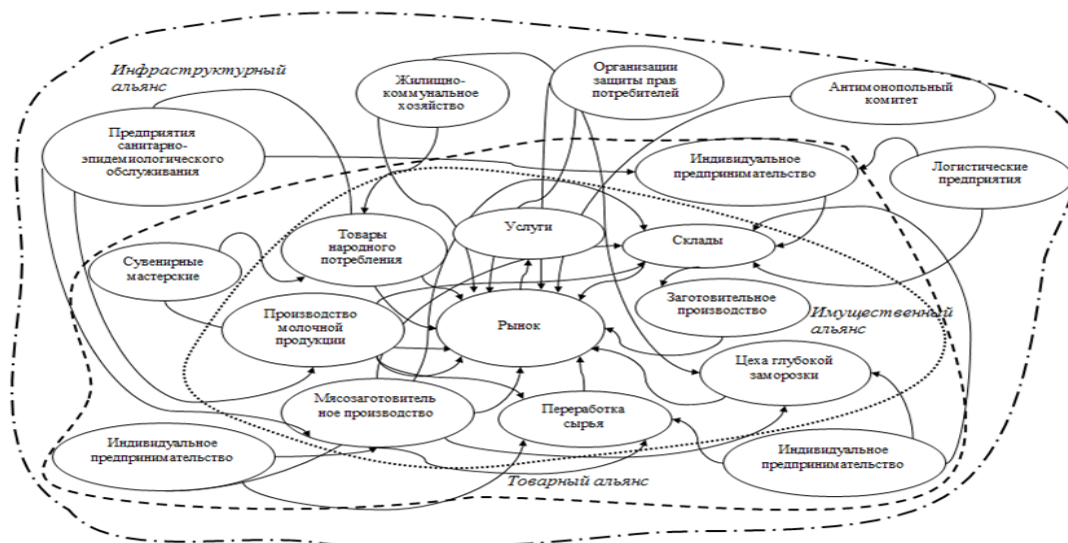 Инфраструктурный
альянс
Жилищно-
коммунальное
хозяйство
Организации
защиты прав
потребителей
Антимонопольный
комитет
Предприятия
санитарно-
эпидемиологического
обслуживания
Индивидуальное
предпринимательство
Логистические
предприятия
Товары
народного
потребления
Услуги
Склады
Сувенирные
мастерские
Заготовительное
производство
Имущественный
альянс
Производство
молочной
продукции
Рынок
Цеха глубокой
заморозки
Мясозаготовитель
ное производство
Переработка
сырья
Индивидуальное
предпринимательство
Индивидуальное
предпринимательство
Товарный альянс